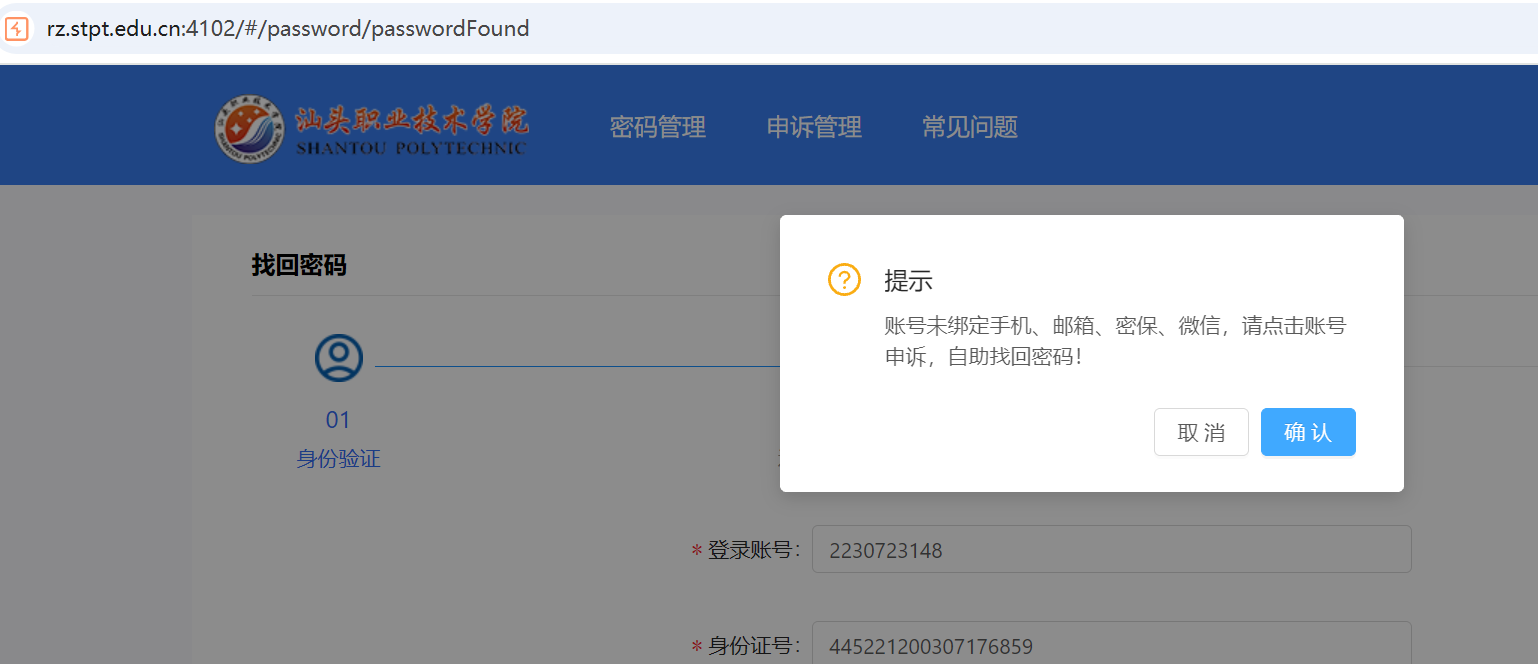 rz.stpt.edu.cn:4102/#/password/passwordFound
汕头职业技术学院
SHANTOU POLYTECHNIC
密码管理 申诉管理 常见问题
找回密码
提示
账号未绑定手机、邮箱、密保、微信，请点击账号
申诉，自助找回密码！
取 消 确 认
01
身份验证
* 登录账号： 2230723148
* 身份证号： 445221200307176859